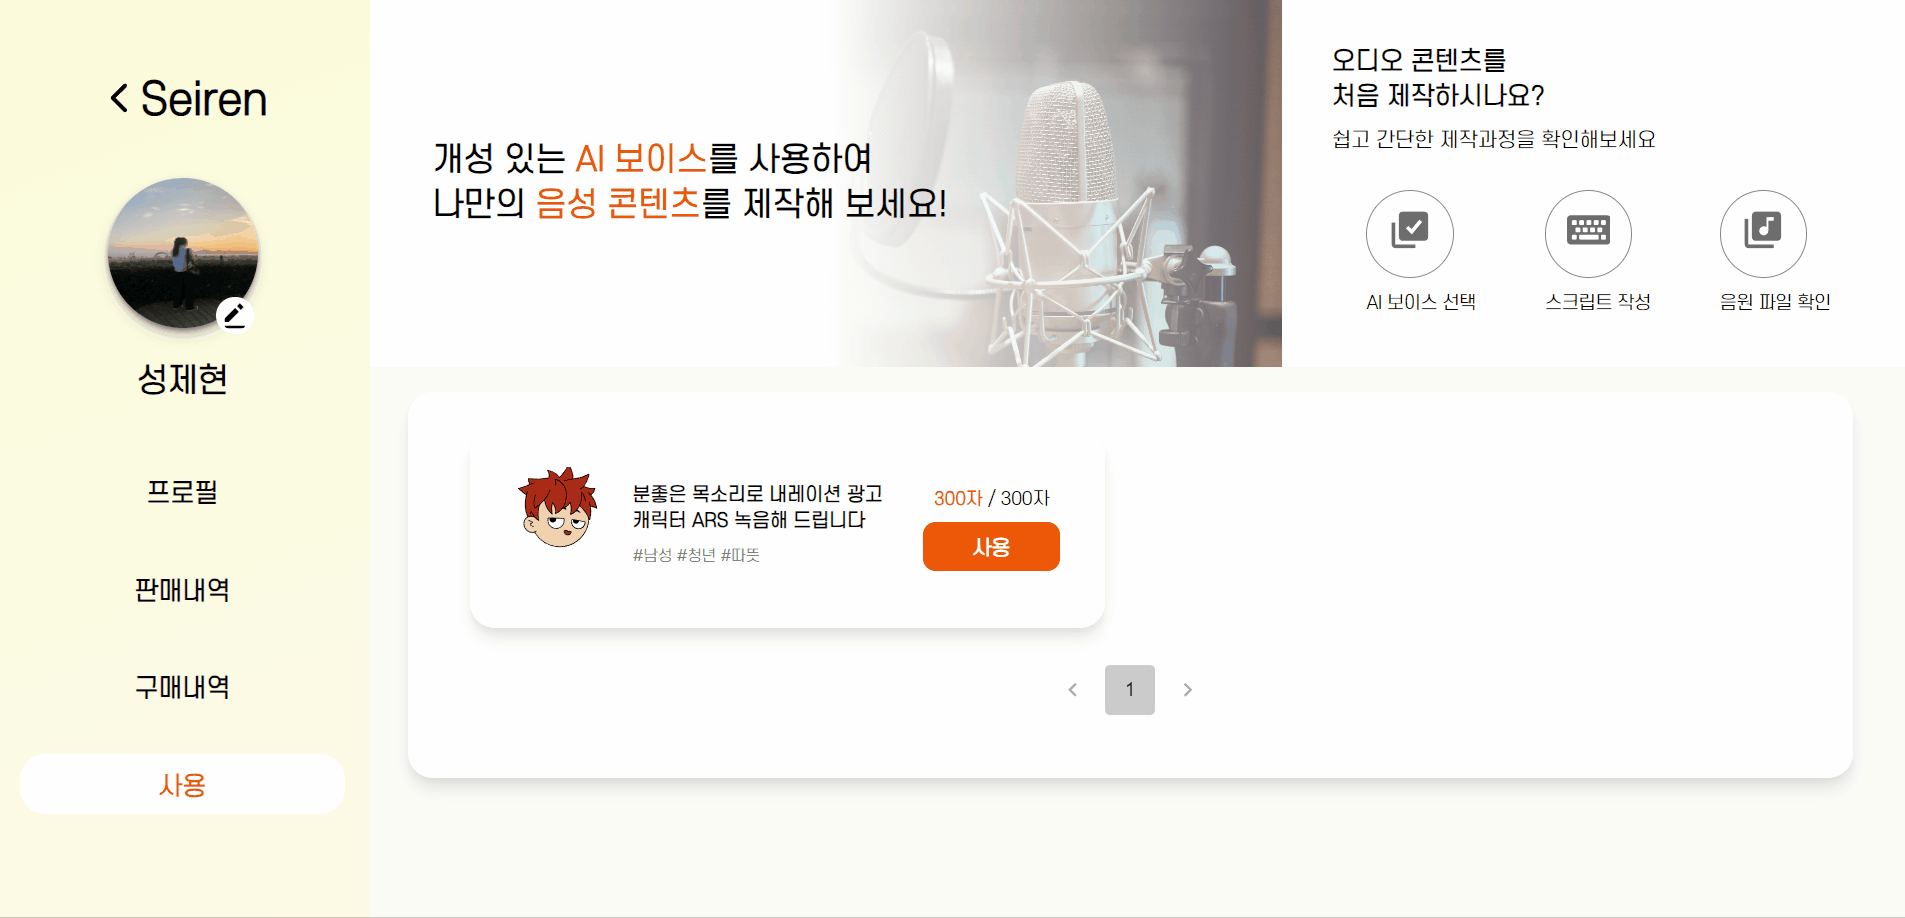 Seiren
성제현
프로필
판매내역
구매내역
사용
개성 있는 AI 보이스를 사용하여
나만의 음성 콘텐츠를 제작해 보세요!
오디오 콘텐츠를
처음 제작하시나요?
쉽고 간단한 제작과정을 확인해보세요
AI 보이스 선택
스크립트 작성
음원 파일 확인
분좋은 목소리로 내레이션 광고
캐릭터 ARS 녹음해 드립니다
#남성 #청년 #따뜻
300자 / 300자
사용
1